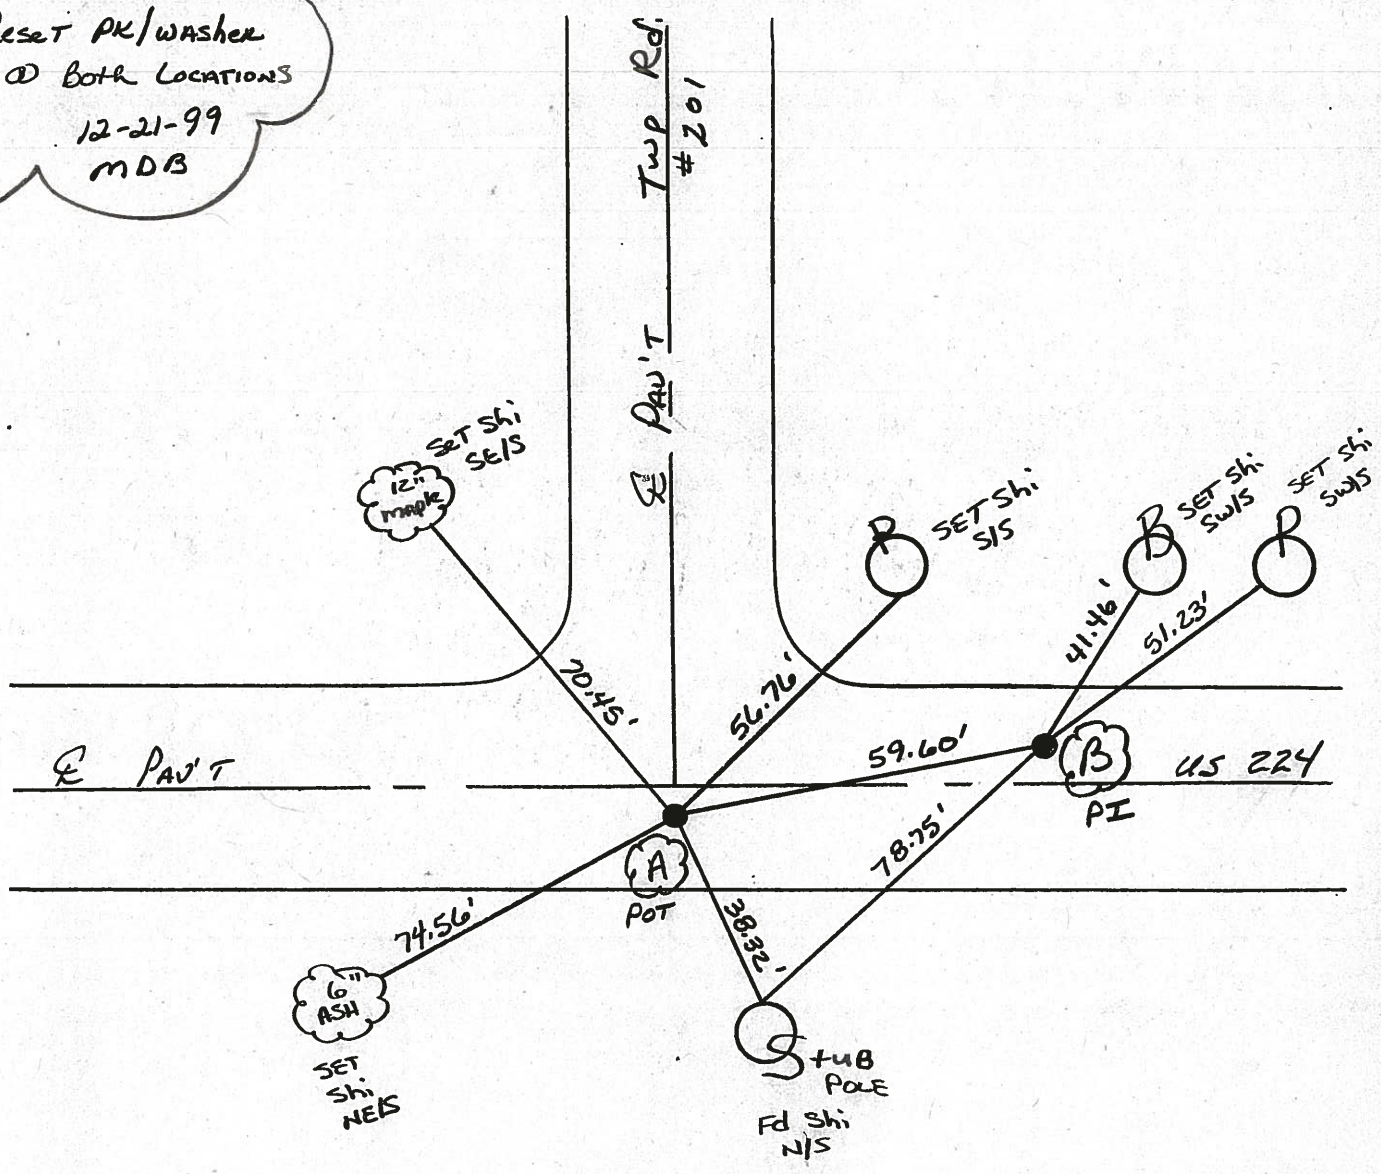 Reset PK/Washer
@ Both Locations
12-21-99
MDB
Twp Rd.
#201
℄ Pav't
Set Shi
SE/S
12"
Maple
P
SET Shi
S/S
B
SET Shi
SW/S
P
SET Shi
SW/S
41.46'
51.23'
70.45'
56.76'
59.60'
℄ Pav't
B
PI
US 224
78.75'
A
POT
38.32'
74.56'
6"
ASH
SET
Shi
NE/S
StuB
POLE
Fd Shi
N/S